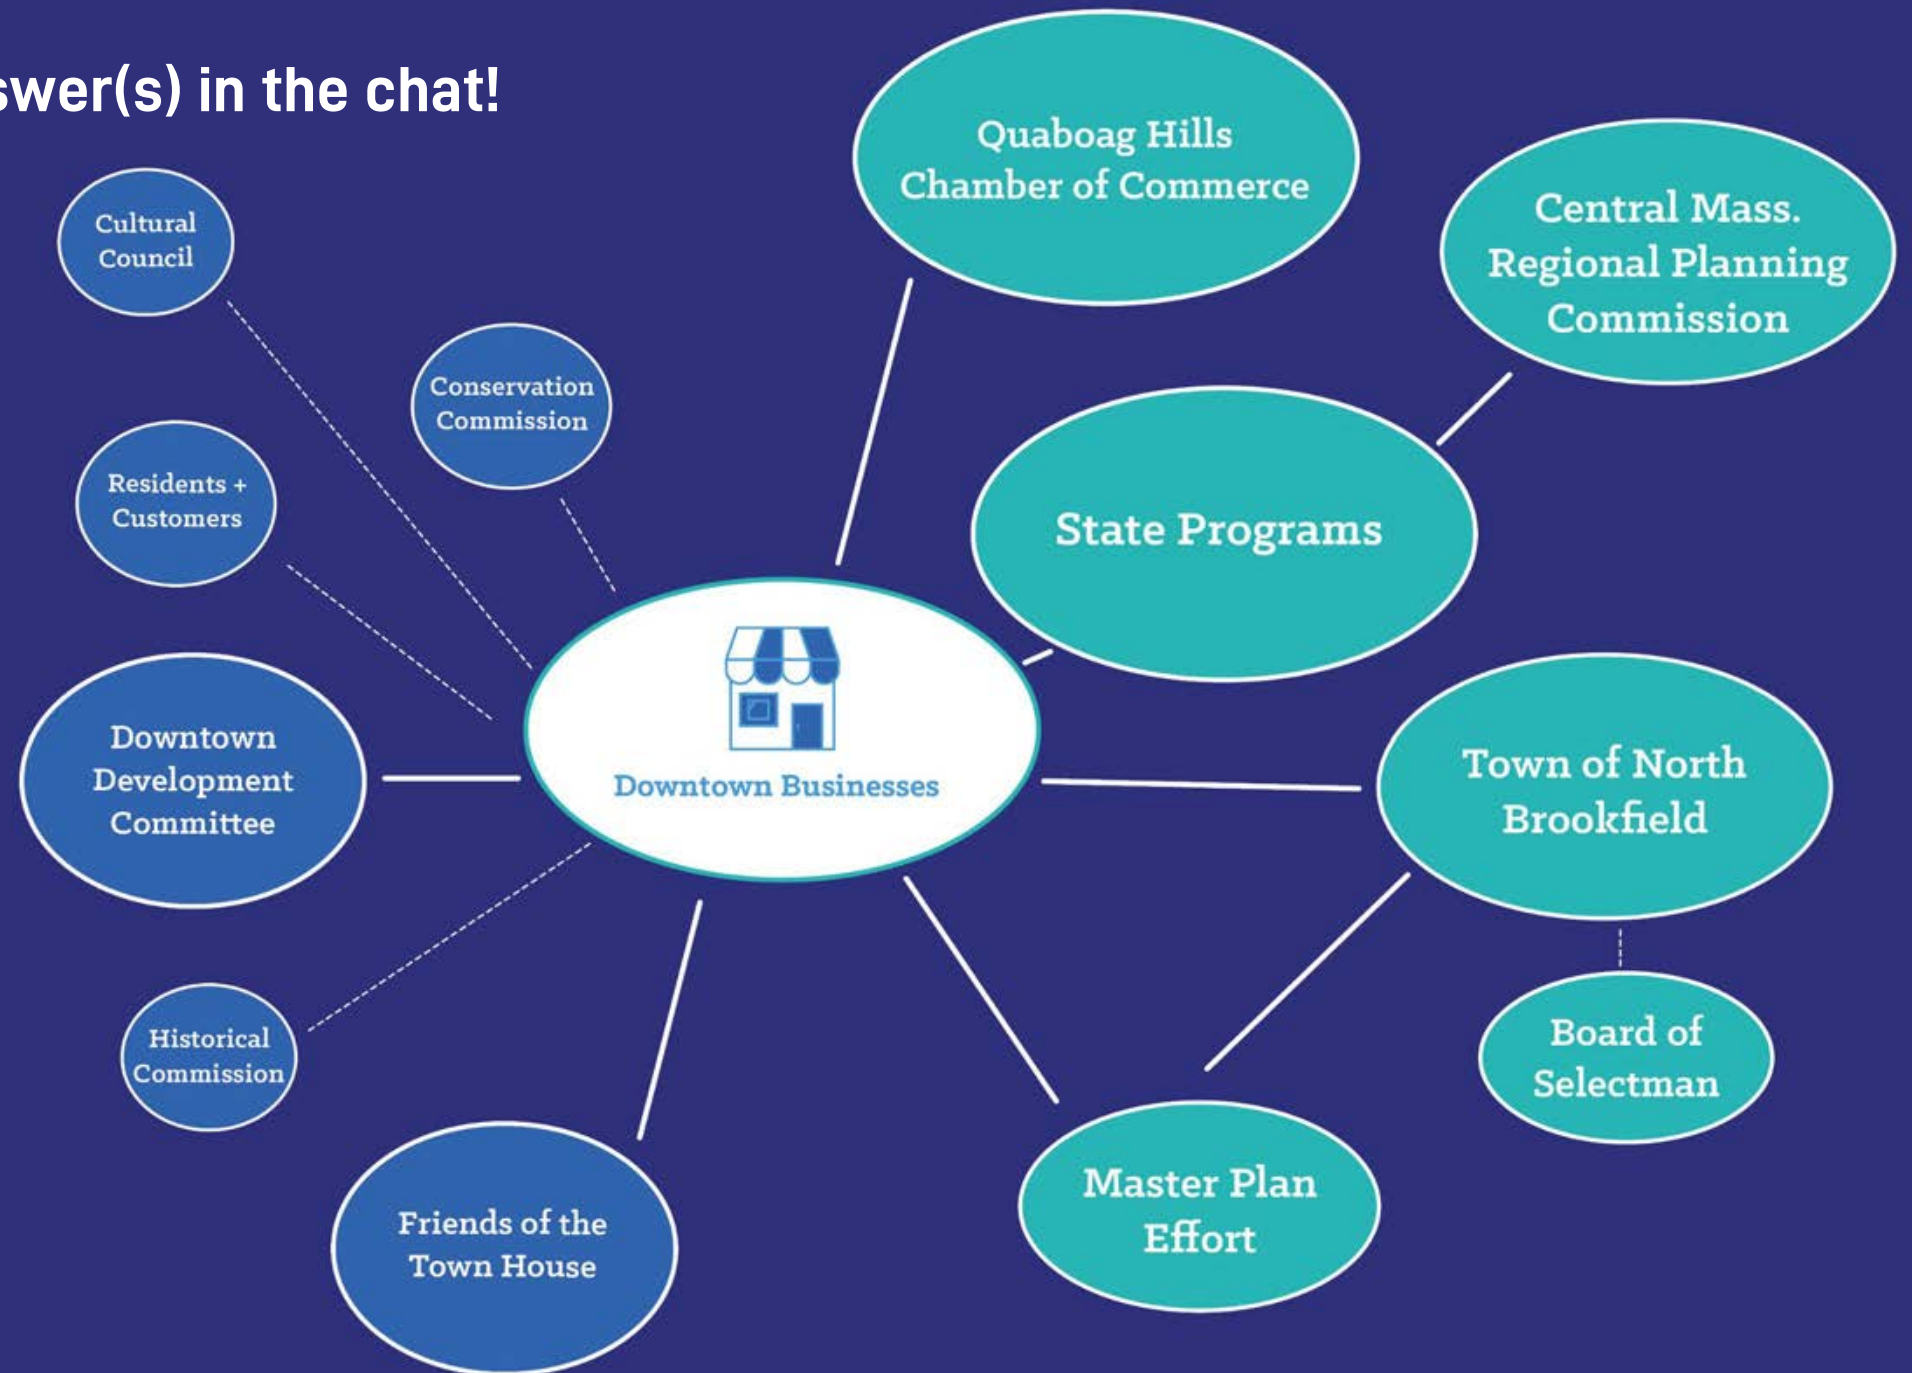 swer(s) in the chat!
Quaboag Hills
Chamber of Commerce
Central Mass.
Regional Planning
Commission
Cultural
Council
Conservation
Commission
Residents +
Customers
State Programs
Downtown
Development
Committee
Downtown Businesses
Town of North
Brookfield
Historical
Commission
Board of
Selectman
Friends of the
Town House
Master Plan
Effort